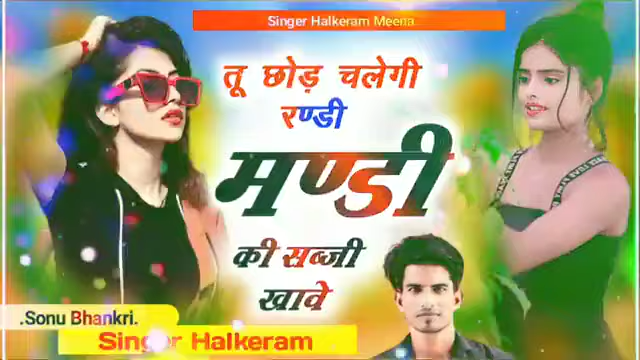 Singer Halkeram Meena
तू छोड़ चलेगी
रण्डी
मण्डी
की सब्जी
खावे
.Sonu Bhankri.
Singer Halkeram